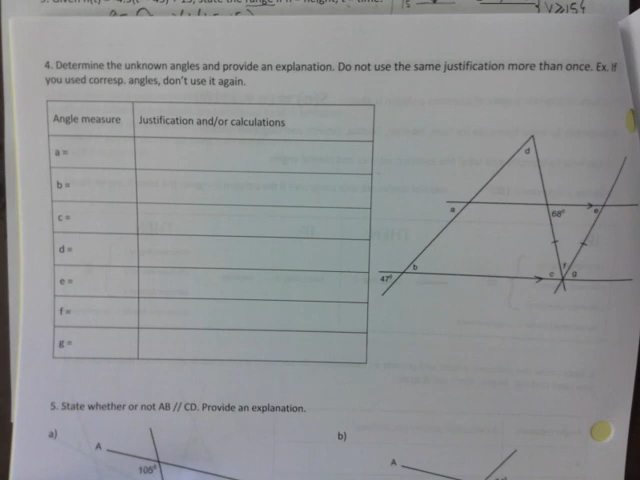 4. Determine the unknown angles and provide an explanation. Do not use the same justification more than once. Ex. If
you used corresp. angles, don't use it again.
Angle measure Justification and/or calculations
a =
b =
c =
d =
e =
f =
g =
d
a
68°
e
47°
b
c
f
g
5. State whether or not AB // CD. Provide an explanation.
a)
b)
A
105°
A